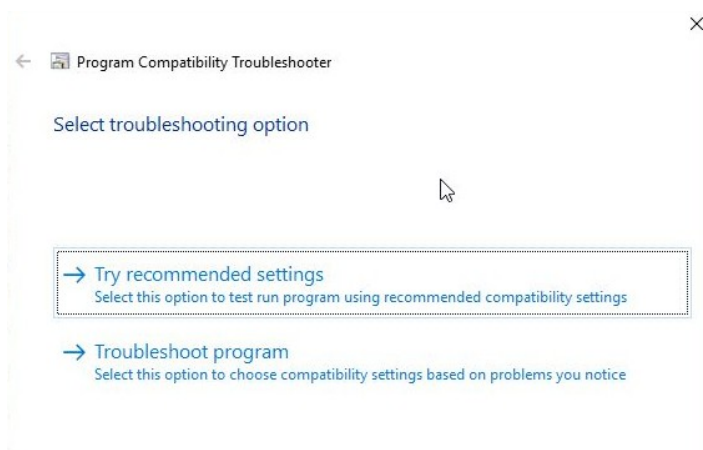 Program Compatibility Troubleshooter
Select troubleshooting option
Try recommended settings
Select this option to test run program using recommended compatibility settings
Troubleshoot program
Select this option to choose compatibility settings based on problems you notice